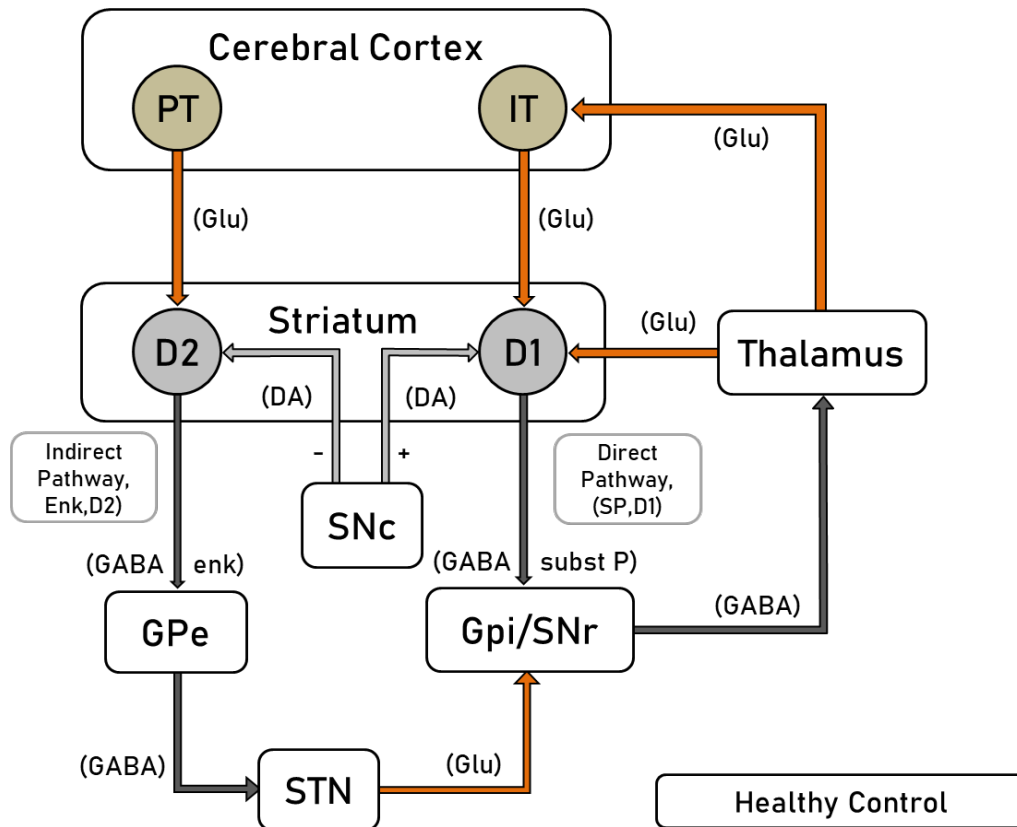 Cerebral Cortex
PT
IT
(Glu)
(Glu)
(Glu)
Striatum
(Glu)
D2
D1
Thalamus
(DA)
(DA)
Indirect
Pathway,
Enk,D2)
-
+
Direct
Pathway,
(SP,D1)
SNc
(GABA enk)
(GABA subst P)
(GABA)
GPe
Gpi/SNr
(GABA)
(Glu)
STN
Healthy Control